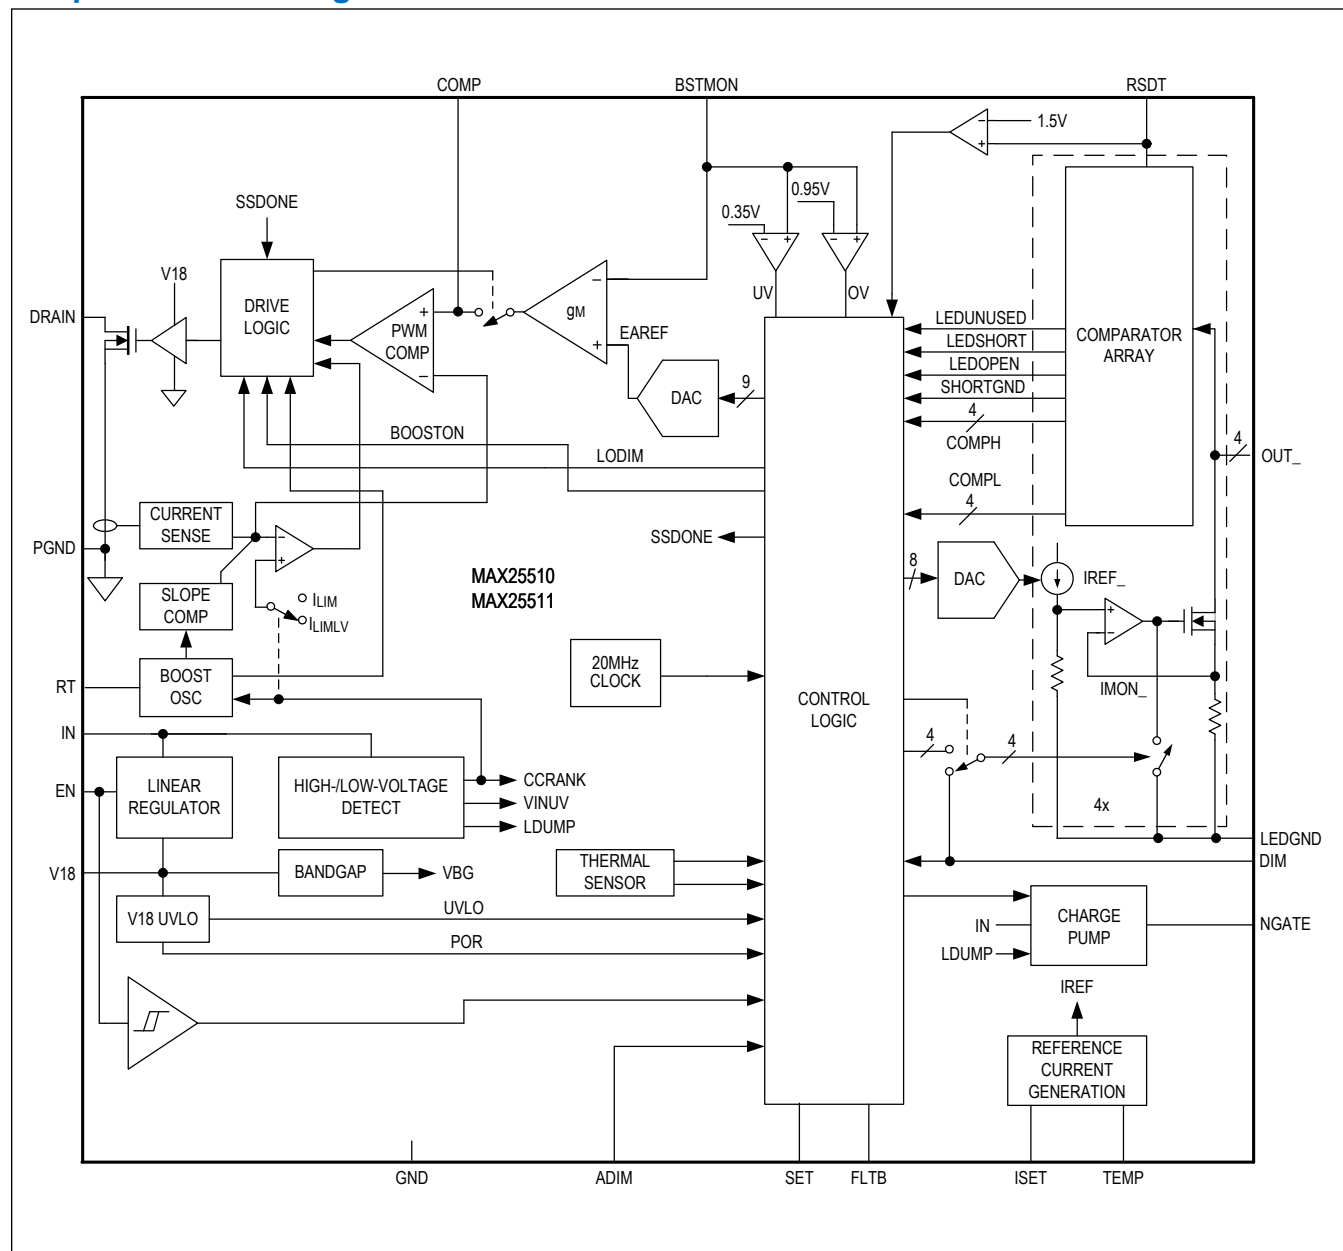 COMP
BSTMON
RSDT
1.5V
SSDONE
0.95V
0.35V
V18
UV
OV
DRAIN
DRIVE
LOGIC
PWM
COMP
gM
EAREF
LEDUNUSED
LEDSHORT
LEDOPEN
SHORTGND
4
COMPH
COMPL
4
COMPARATOR
ARRAY
DAC
9
BOOSTON
LODIM
4
OUT_
CURRENT
SENSE
PGND
SSDONE
MAX25510
MAX25511
8
DAC
IREF_
SLOPE
COMP
ILIM
ILIMLV
RT
BOOST
OSC
20MHz
CLOCK
CONTROL
LOGIC
IMON_
IN
4
4
EN
LINEAR
REGULATOR
HIGH-/LOW-VOLTAGE
DETECT
CCRANK
VINUV
LDUMP
4x
LEDGND
DIM
V18
BANDGAP
VBG
THERMAL
SENSOR
V18 UVLO
UVLO
POR
IN
LDUMP
CHARGE
PUMP
NGATE
IREF
REFERENCE
CURRENT
GENERATION
GND
ADIM
SET
FLTB
ISET
TEMP